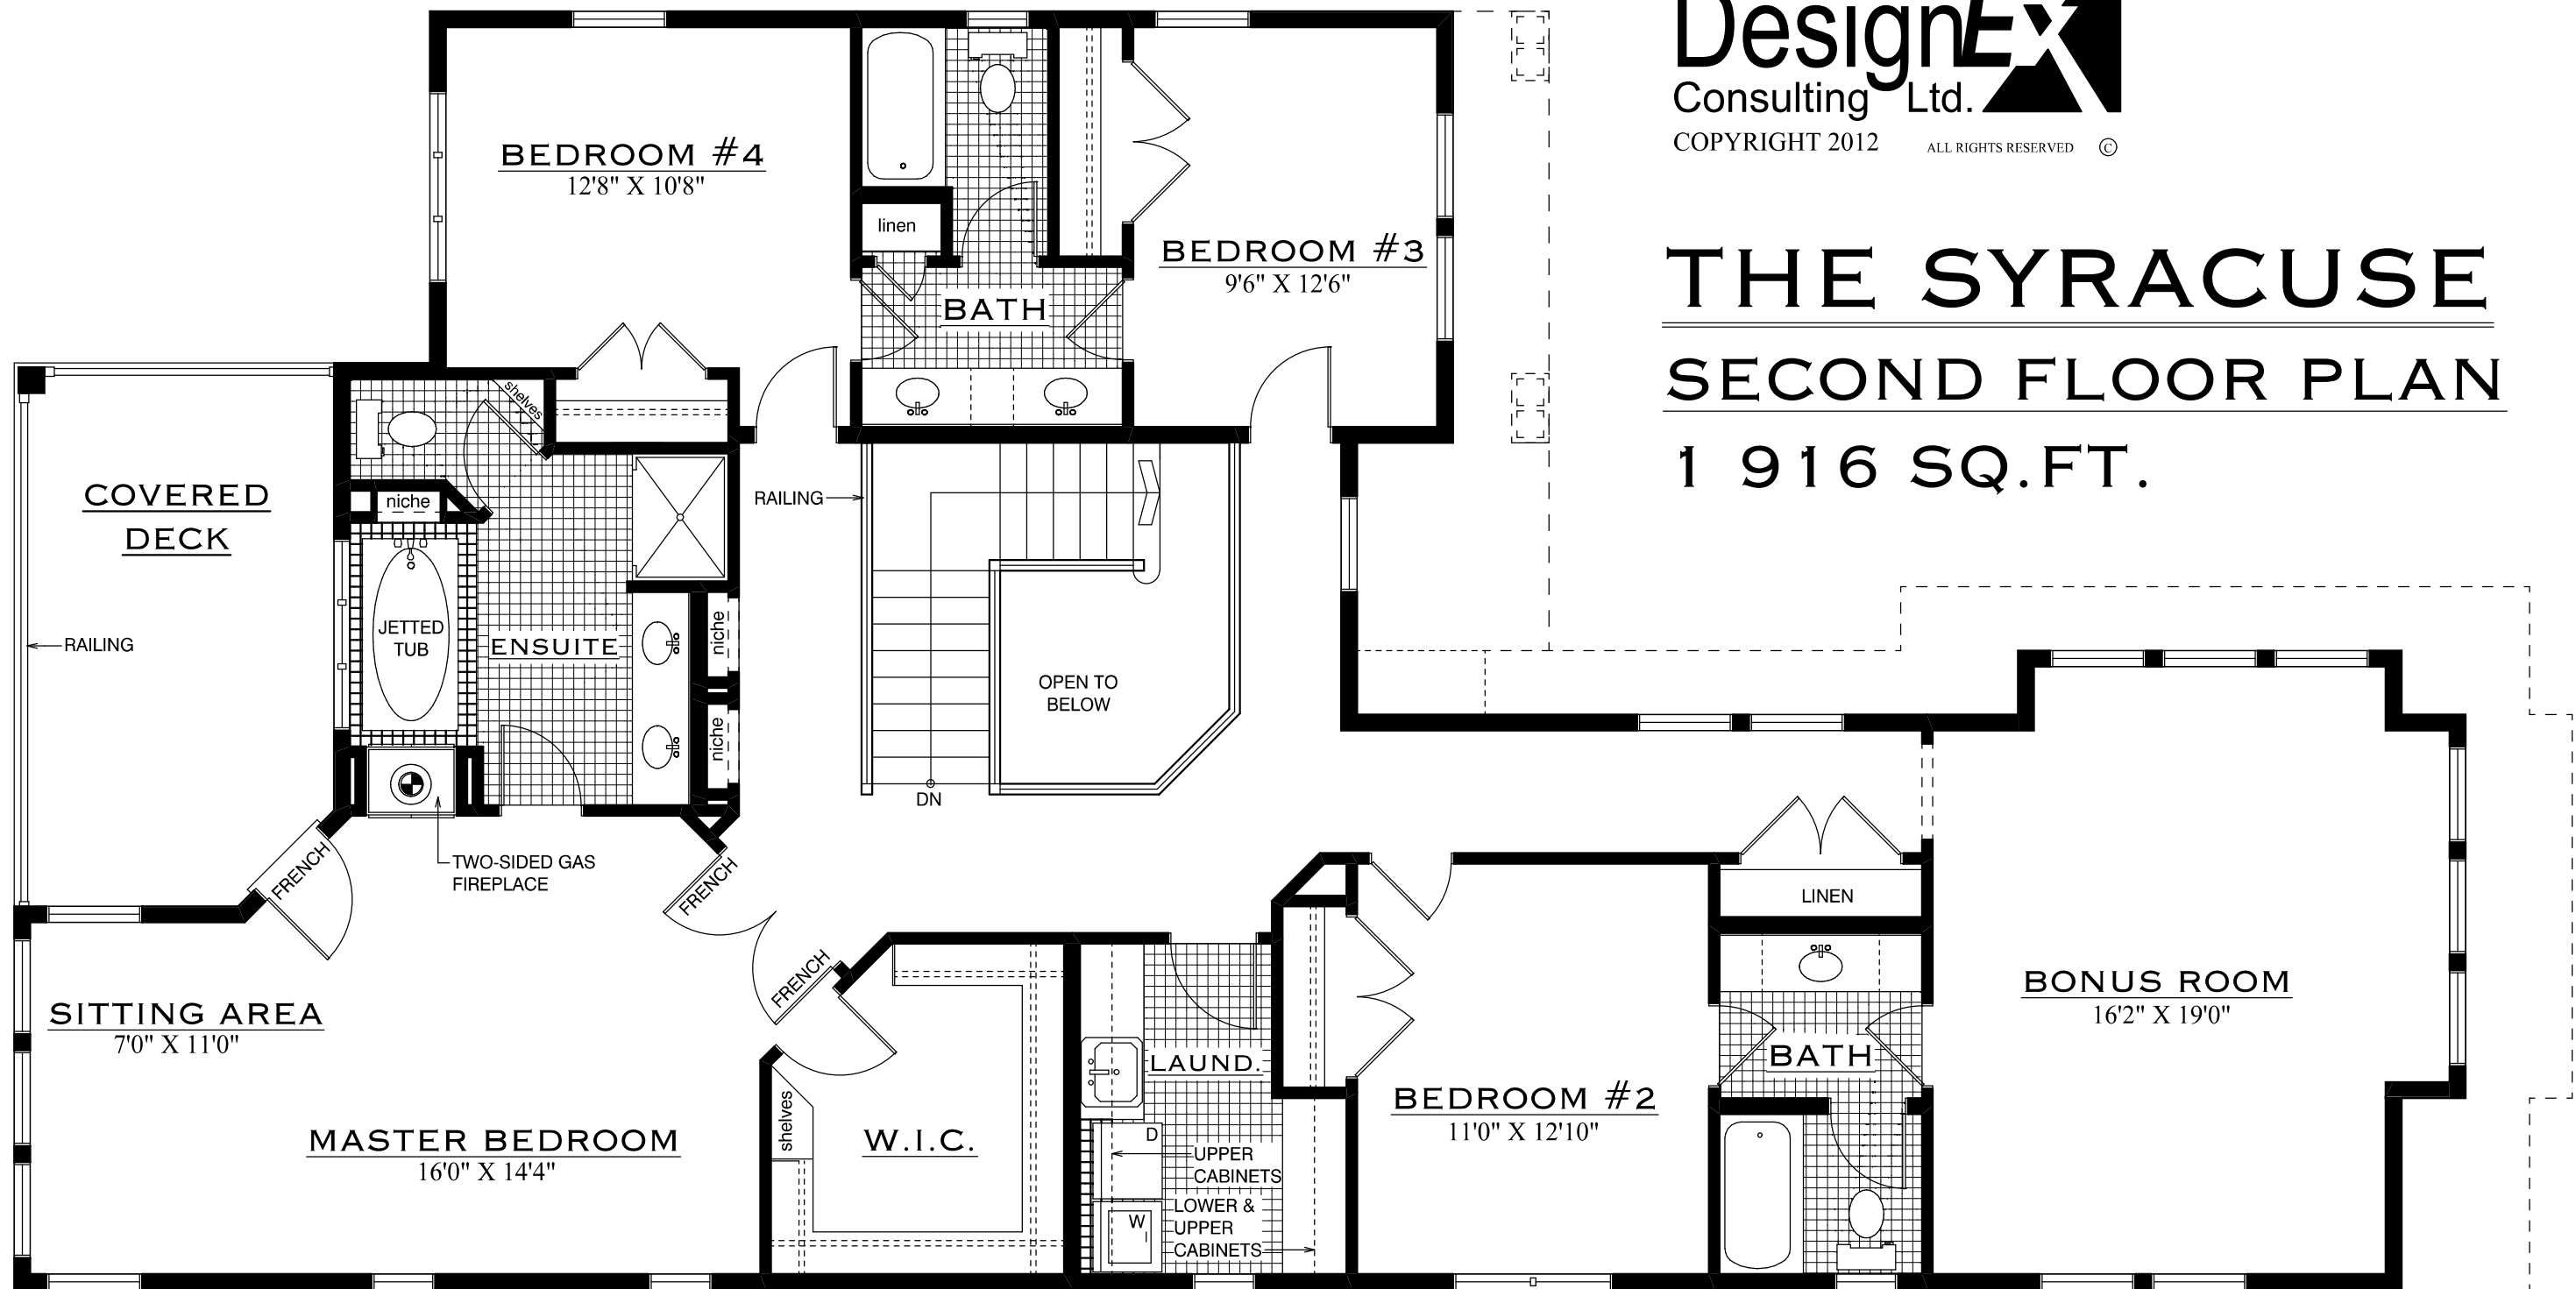 DesignEX
Consulting Ltd.
COPYRIGHT 2012 ALL RIGHTS RESERVED ©
THE SYRACUSE
SECOND FLOOR PLAN
1 916 SQ.FT.
BEDROOM #4
12'8" X 10'8"
linen
BATH
BEDROOM #3
9'6" X 12'6"
shelves
COVERED
DECK
niche
RAILING
RAILING
JETTED
TUB
ENSUITE
niche
niche
OPEN TO
BELOW
DN
TWO-SIDED GAS
FIREPLACE
FRENCH
FRENCH
FRENCH
SITTING AREA
7'0" X 11'0"
MASTER BEDROOM
16'0" X 14'4"
shelves
W.I.C.
LAUND.
D
W
UPPER
CABINETS
LOWER &
UPPER
CABINETS
BEDROOM #2
11'0" X 12'10"
LINEN
BATH
BONUS ROOM
16'2" X 19'0"